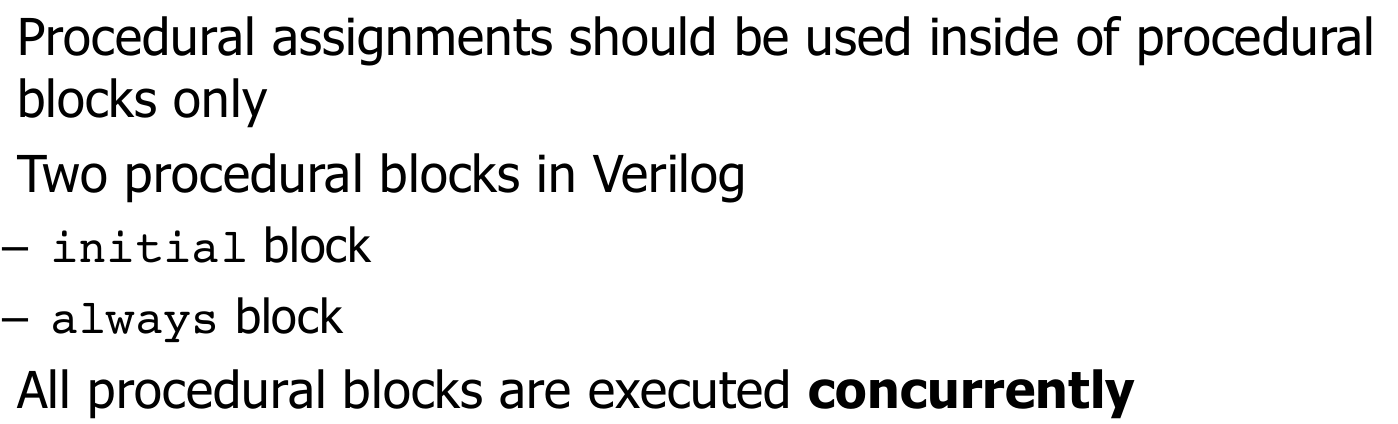 Procedural assignments should be used inside of procedural
blocks only
Two procedural blocks in Verilog
– initial block
– always block
All procedural blocks are executed concurrently